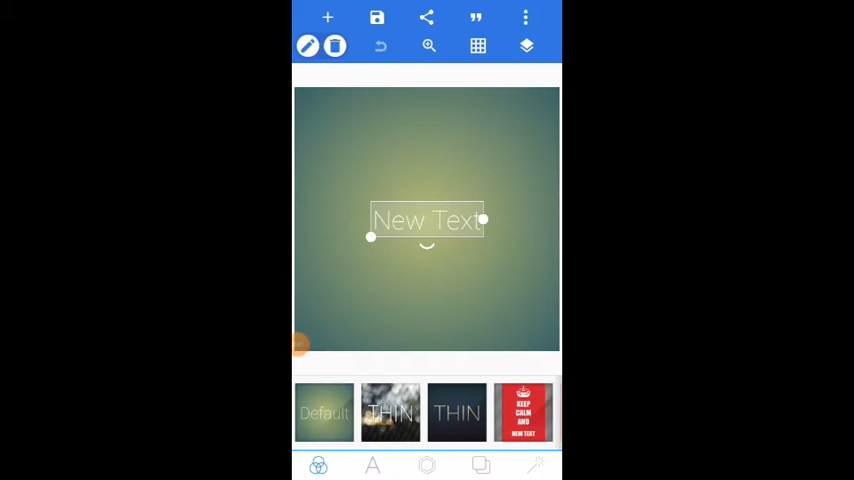 New Text
Default
THIN
THIN
KEEP
CALM
AND
NEW TEXT